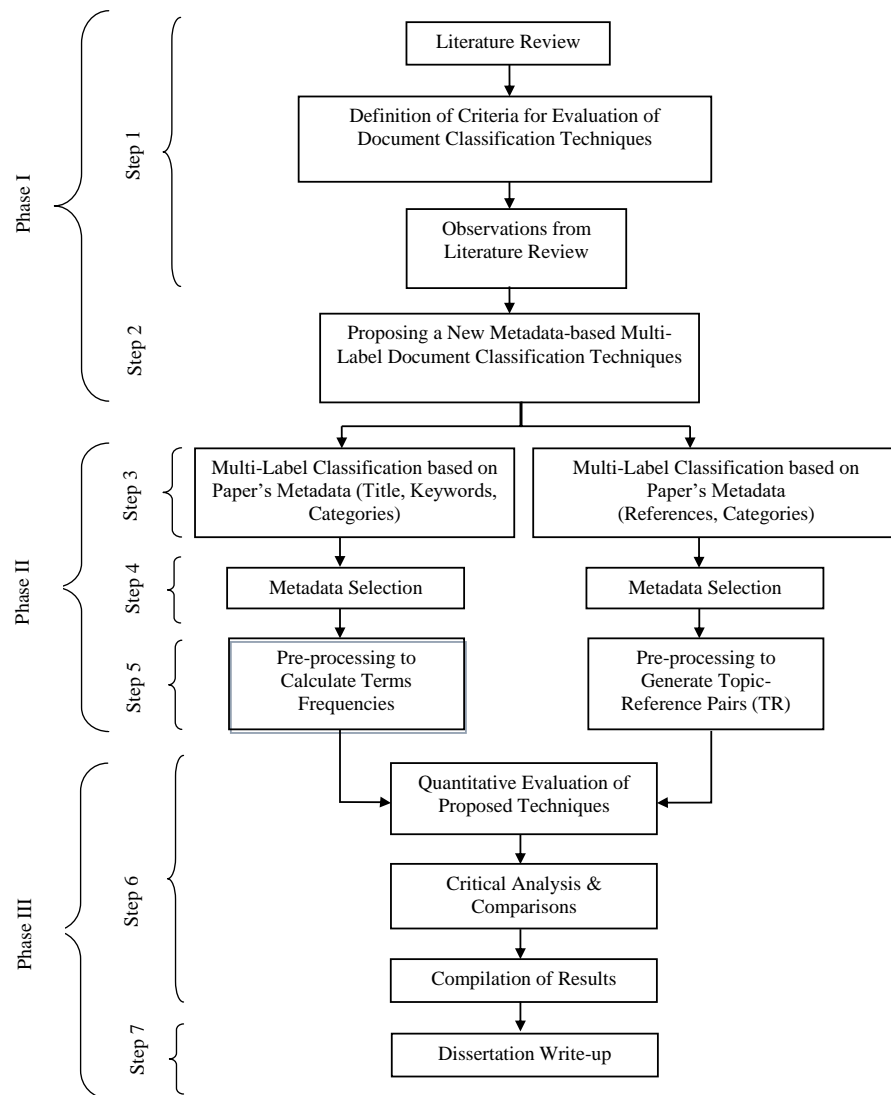 Literature Review
Definition of Criteria for Evaluation of
Document Classification Techniques
Observations from
Literature Review
Proposing a New Metadata-based Multi-
Label Document Classification Techniques
Phase I
Step 1
Step 2
Multi-Label Classification based on
Paper's Metadata (Title, Keywords,
Categories)
Multi-Label Classification based on
Paper's Metadata
(References, Categories)
Metadata Selection
Metadata Selection
Pre-processing to
Calculate Terms
Frequencies
Pre-processing to
Generate Topic-
Reference Pairs (TR)
Phase II
Step 3
Step 4
Step 5
Quantitative Evaluation of
Proposed Techniques
Critical Analysis &
Comparisons
Compilation of Results
Dissertation Write-up
Phase III
Step 6
Step 7